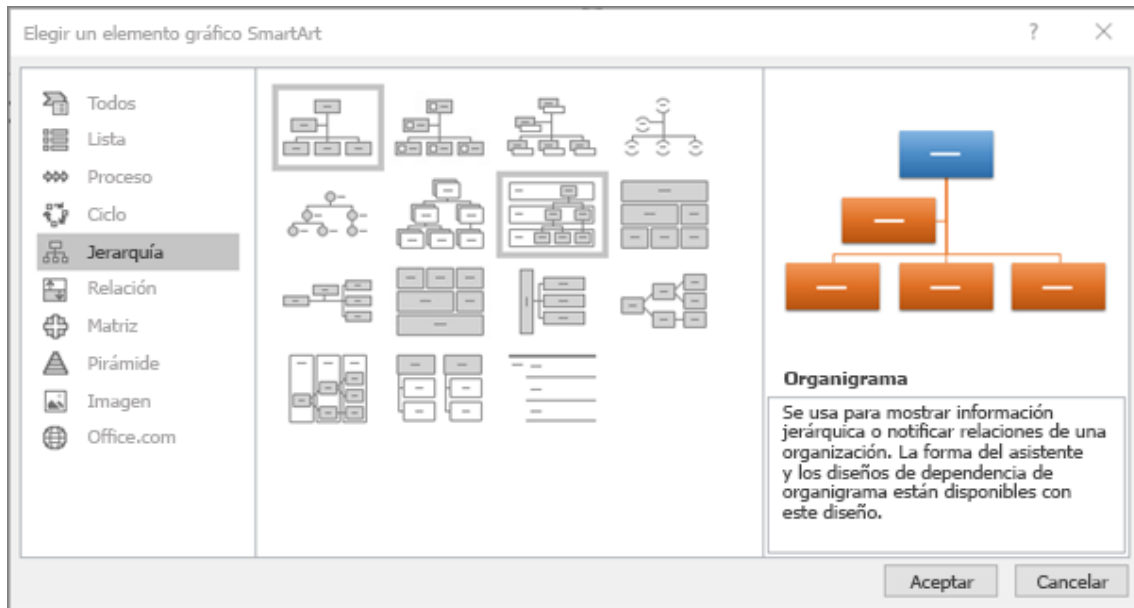 Elegir un elemento gráfico SmartArt
?
Todos
Lista
Proceso
Ciclo
Jerarquía
Relación
Matriz
Pirámide
Imagen
Office.com
Organigrama
Se usa para mostrar información
jerárquica o notificar relaciones de una
organización. La forma del asistente
y los diseños de dependencia de
organigrama están disponibles con
este diseño.
Aceptar
Cancelar